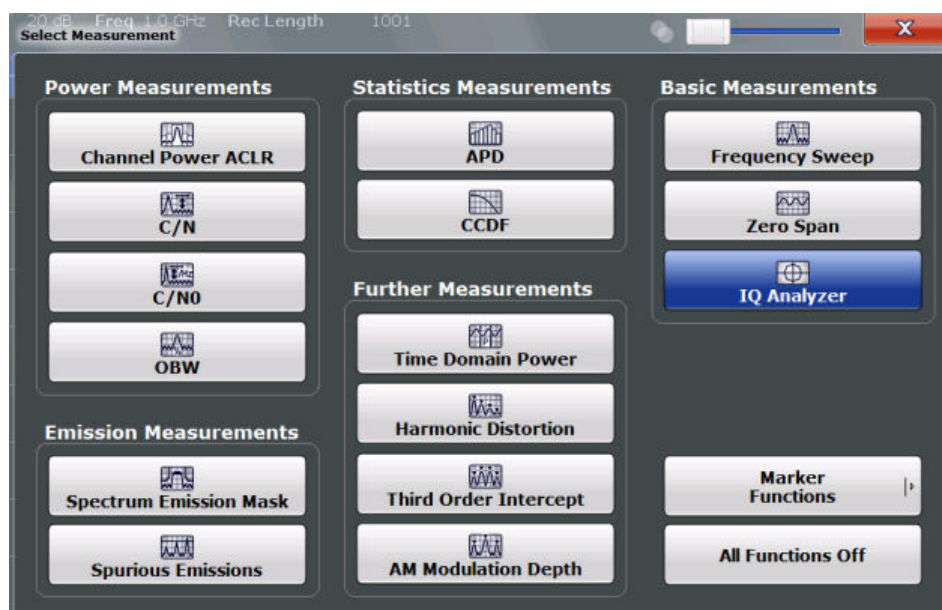 20 dB Freq 1.0 GHz Rec Length 1001
Select Measurement
X
Power Measurements
Channel Power ACLR
C/N
C/N0
OBW
Emission Measurements
Spectrum Emission Mask
Spurious Emissions
Statistics Measurements
APD
CCDF
Further Measurements
Time Domain Power
Harmonic Distortion
Third Order Intercept
AM Modulation Depth
Basic Measurements
Frequency Sweep
Zero Span
IQ Analyzer
Marker
Functions
All Functions Off